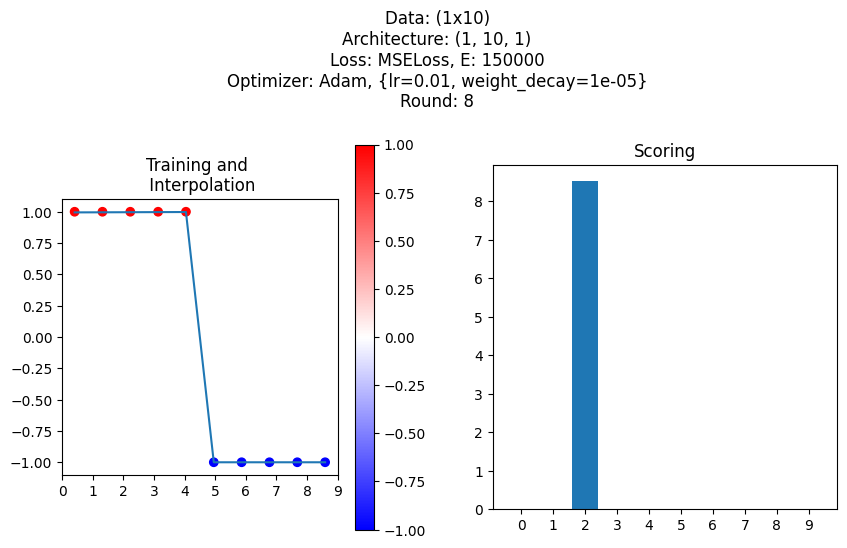 Data: (1x10)
Architecture: (1, 10, 1)
Loss: MSELoss, E: 150000
Optimizer: Adam, {lr=0.01, weight_decay=1e-05}
Round: 8
Training and
Interpolation
1.00
0.75
0.50
0.25
0.00
−0.25
−0.50
−0.75
−1.00
0 1 2 3 4 5 6 7 8 9
1.00
0.75
0.50
0.25
0.00
−0.25
−0.50
−0.75
−1.00
Scoring
8
7
6
5
4
3
2
1
0
0 1 2 3 4 5 6 7 8 9